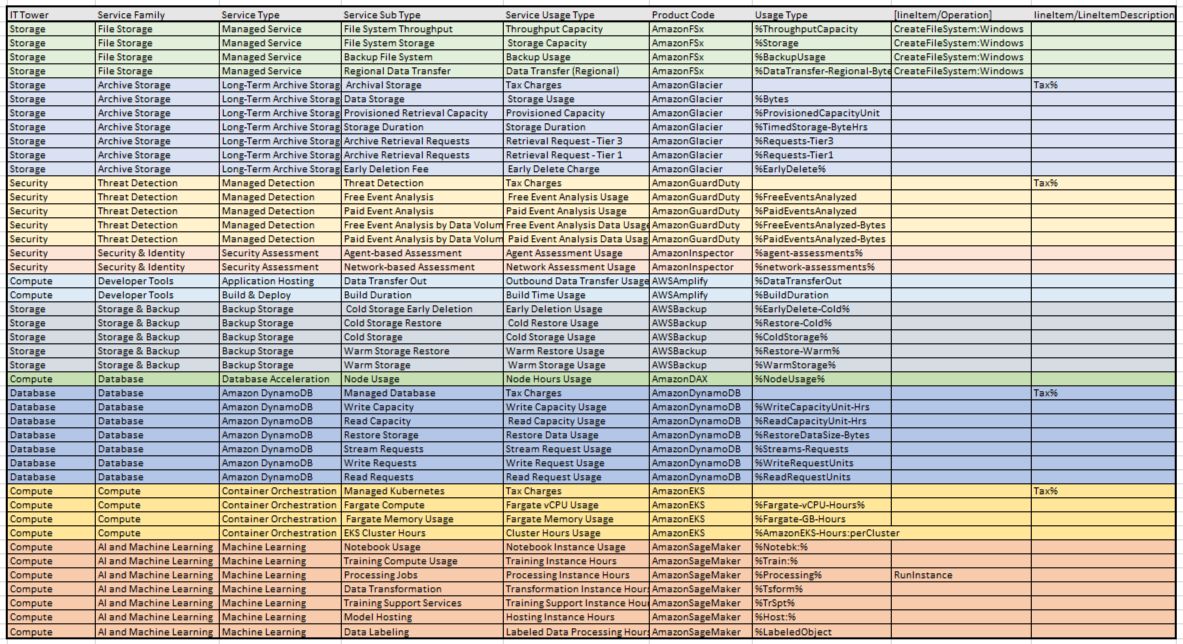 IT Tower Service Family Service Type Service Sub Type Service Usage Type Product Code Usage Type [lineItem/Operation] lineItem/LineItemDescription
Storage File Storage Managed Service File System Throughput Throughput Capacity AmazonFSx %ThroughputCapacity CreateFileSystem:Windows
Storage File Storage Managed Service File System Storage Storage Capacity AmazonFSx %Storage CreateFileSystem:Windows
Storage File Storage Managed Service Backup File System Backup Usage AmazonFSx %BackupUsage CreateFileSystem:Windows
Storage File Storage Managed Service Regional Data Transfer Data Transfer (Regional) AmazonFSx %DataTransfer-Regional-Byte CreateFileSystem:Windows
Storage Archive Storage Long-Term Archive Storag Archival Storage Tax Charges AmazonGlacier Tax%
Storage Archive Storage Long-Term Archive Storag Data Storage Storage Usage AmazonGlacier %Bytes
Storage Archive Storage Long-Term Archive Storag Provisioned Retrieval Capacity Provisioned Capacity AmazonGlacier %ProvisionedCapacityUnit
Storage Archive Storage Long-Term Archive Storag Storage Duration Storage Duration AmazonGlacier %TimedStorage-ByteHrs
Storage Archive Storage Long-Term Archive Storag Archive Retrieval Requests Retrieval Request - Tier 3 AmazonGlacier %Requests-Tier3
Storage Archive Storage Long-Term Archive Storag Archive Retrieval Requests Retrieval Request - Tier 1 AmazonGlacier %Requests-Tier1
Storage Archive Storage Long-Term Archive Storag Early Deletion Fee Early Delete Charge AmazonGlacier %EarlyDelete%
Security Threat Detection Managed Detection Threat Detection Tax Charges AmazonGuardDuty Tax%
Security Threat Detection Managed Detection Free Event Analysis Free Event Analysis Usage AmazonGuardDuty %FreeEventsAnalyzed
Security Threat Detection Managed Detection Paid Event Analysis Paid Event Analysis Usage AmazonGuardDuty %PaidEventsAnalyzed
Security Threat Detection Managed Detection Free Event Analysis by Data Volum Free Event Analysis Data Usage AmazonGuardDuty %FreeEventsAnalyzed-Bytes
Security Threat Detection Managed Detection Paid Event Analysis by Data Volum Paid Event Analysis Data Usag AmazonGuardDuty %PaidEventsAnalyzed-Bytes
Security Security & Identity Security Assessment Agent-based Assessment Agent Assessment Usage AmazonInspector %agent-assessments%
Security Security & Identity Security Assessment Network-based Assessment Network Assessment Usage AmazonInspector %network-assessments%
Compute Developer Tools Application Hosting Data Transfer Out Outbound Data Transfer Usage AWSAmplify %DataTransferOut
Compute Developer Tools Build & Deploy Build Duration Build Time Usage AWSAmplify %BuildDuration
Storage Storage & Backup Backup Storage Cold Storage Early Deletion Early Deletion Usage AWSBackup %EarlyDelete-Cold%
Storage Storage & Backup Backup Storage Cold Storage Restore Cold Restore Usage AWSBackup %Restore-Cold%
Storage Storage & Backup Backup Storage Cold Storage Cold Storage Usage AWSBackup %ColdStorage%
Storage Storage & Backup Backup Storage Warm Storage Restore Warm Restore Usage AWSBackup %Restore-Warm%
Storage Storage & Backup Backup Storage Warm Storage Warm Storage Usage AWSBackup %WarmStorage%
Compute Database Database Acceleration Node Usage Node Hours Usage AmazonDAX %NodeUsage%
Database Database Amazon DynamoDB Managed Database Tax Charges AmazonDynamoDB Tax%
Database Database Amazon DynamoDB Write Capacity Write Capacity Usage AmazonDynamoDB %WriteCapacityUnit-Hrs
Database Database Amazon DynamoDB Read Capacity Read Capacity Usage AmazonDynamoDB %ReadCapacityUnit-Hrs
Database Database Amazon DynamoDB Restore Storage Restore Data Usage AmazonDynamoDB %RestoreDataSize-Bytes
Database Database Amazon DynamoDB Stream Requests Stream Request Usage AmazonDynamoDB %Streams-Requests
Database Database Amazon DynamoDB Write Requests Write Request Usage AmazonDynamoDB %WriteRequestUnits
Database Database Amazon DynamoDB Read Requests Read Request Usage AmazonDynamoDB %ReadRequestUnits
Compute Compute Container Orchestration Managed Kubernetes Tax Charges AmazonEKS Tax%
Compute Compute Container Orchestration Fargate Compute Fargate vCPU Usage AmazonEKS %Fargate-vCPU-Hours%
Compute Compute Container Orchestration Fargate Memory Usage Fargate Memory Usage AmazonEKS %Fargate-GB-Hours
Compute Compute Container Orchestration EKS Cluster Hours Cluster Hours Usage AmazonEKS %AmazonEKS-Hours:perCluster
Compute AI and Machine Learning Machine Learning Notebook Usage Notebook Instance Usage AmazonSageMaker %Notebk:%
Compute AI and Machine Learning Machine Learning Training Compute Usage Training Instance Hours AmazonSageMaker %Train:%
Compute AI and Machine Learning Machine Learning Processing Jobs Processing Instance Hours AmazonSageMaker %Processing% RunInstance
Compute AI and Machine Learning Machine Learning Data Transformation Transformation Instance Hours AmazonSageMaker %Tsform%
Compute AI and Machine Learning Machine Learning Training Support Services Training Support Instance Hou AmazonSageMaker %TrSpt%
Compute AI and Machine Learning Machine Learning Model Hosting Hosting Instance Hours AmazonSageMaker %Host:%
Compute AI and Machine Learning Machine Learning Data Labeling Labeled Data Processing Hour AmazonSageMaker %LabeledObject